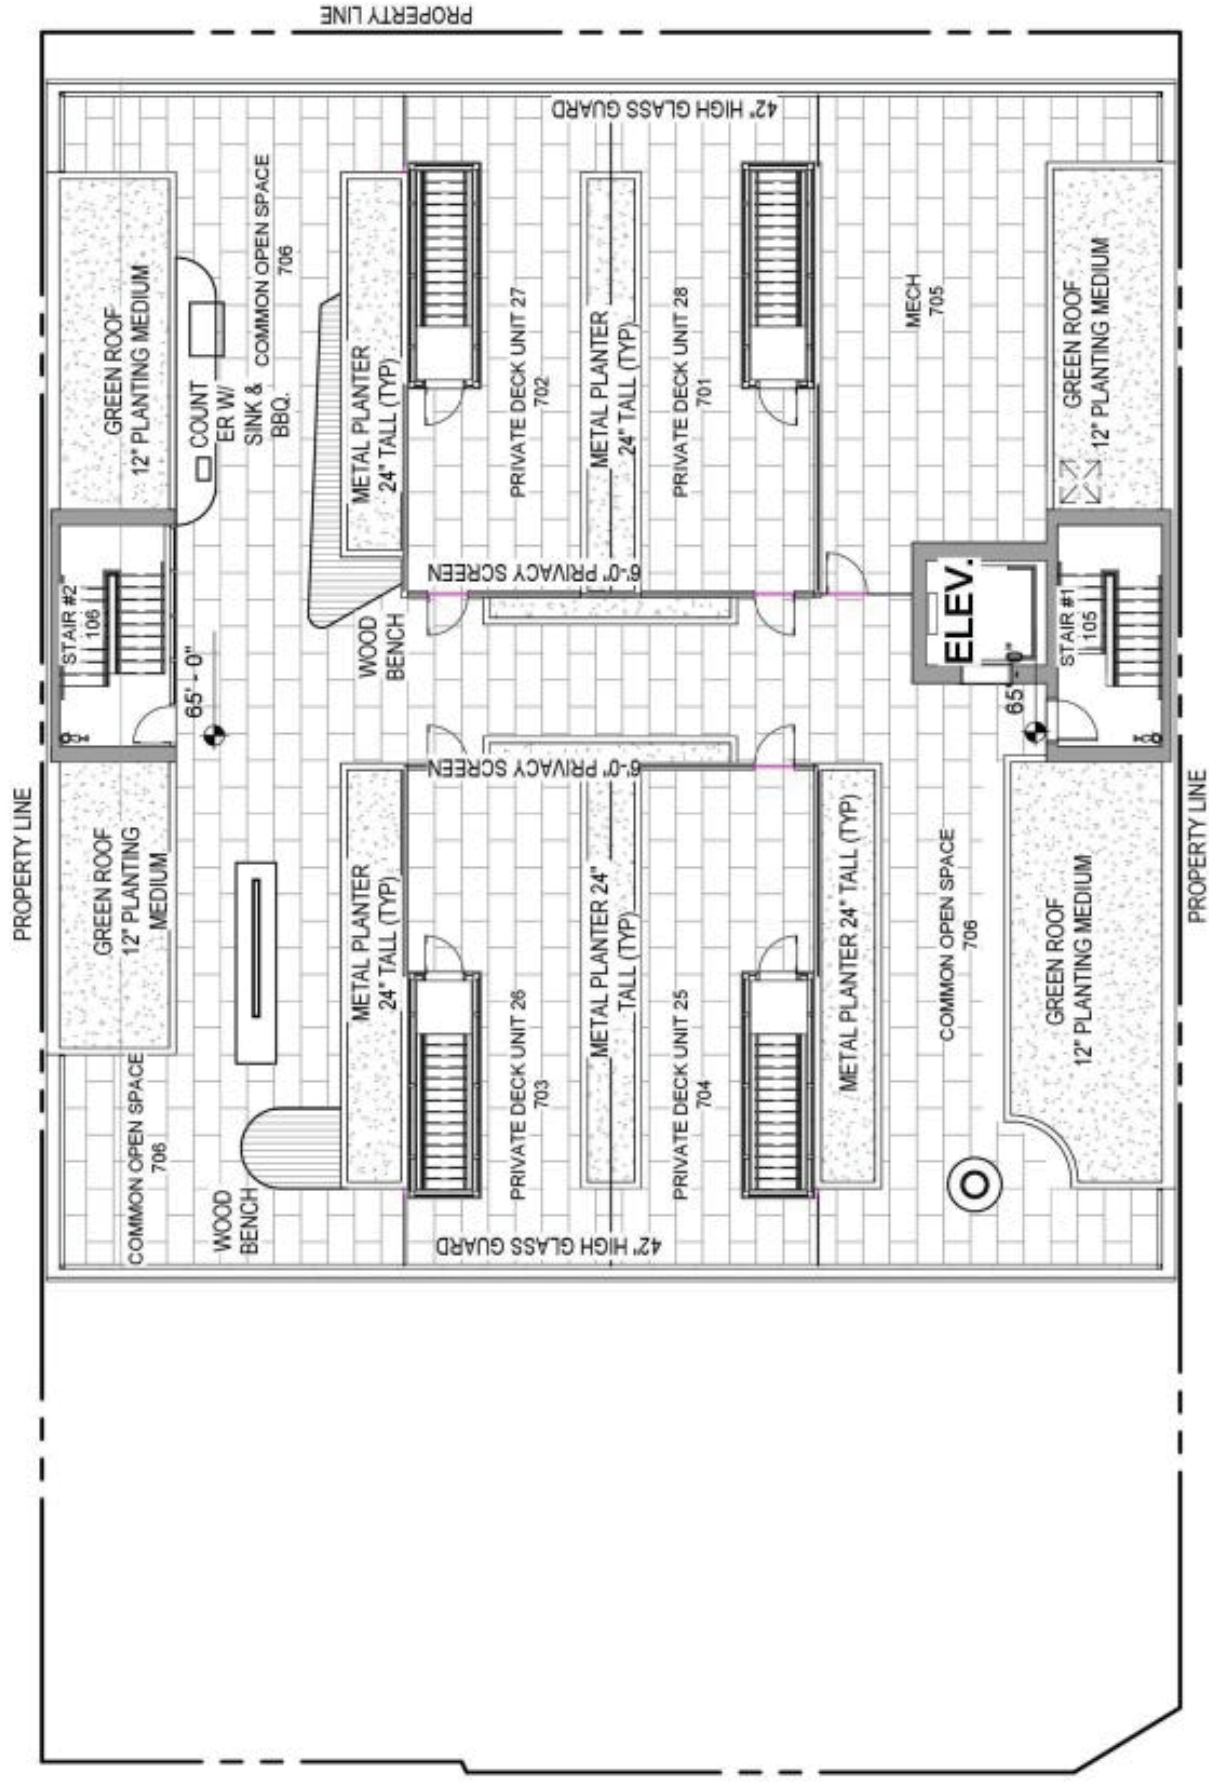 PROPERTY LINE
42" HIGH GLASS GUARD
GREEN ROOF
12" PLANTING MEDIUM
COUNT
ER W/
SINK &
BBQ.
COMMON OPEN SPACE
706
METAL PLANTER
24" TALL (TYP)
PRIVATE DECK UNIT 27
702
METAL PLANTER
24" TALL (TYP)
PRIVATE DECK UNIT 28
701
MECH
705
GREEN ROOF
12" PLANTING MEDIUM
STAIR #2
106
65' - 0"
WOOD
BENCH
6'-0" PRIVACY SCREEN
ELEV.
STAIR #1
105
65' - 0"
6'-0" PRIVACY SCREEN
PROPERTY LINE
GREEN ROOF
12" PLANTING
MEDIUM
METAL PLANTER
24" TALL (TYP)
METAL PLANTER 24"
TALL (TYP)
METAL PLANTER 24" TALL (TYP)
COMMON OPEN SPACE
706
GREEN ROOF
12" PLANTING MEDIUM
PROPERTY LINE
COMMON OPEN SPACE
706
WOOD
BENCH
PRIVATE DECK UNIT 26
703
PRIVATE DECK UNIT 25
704
42" HIGH GLASS GUARD